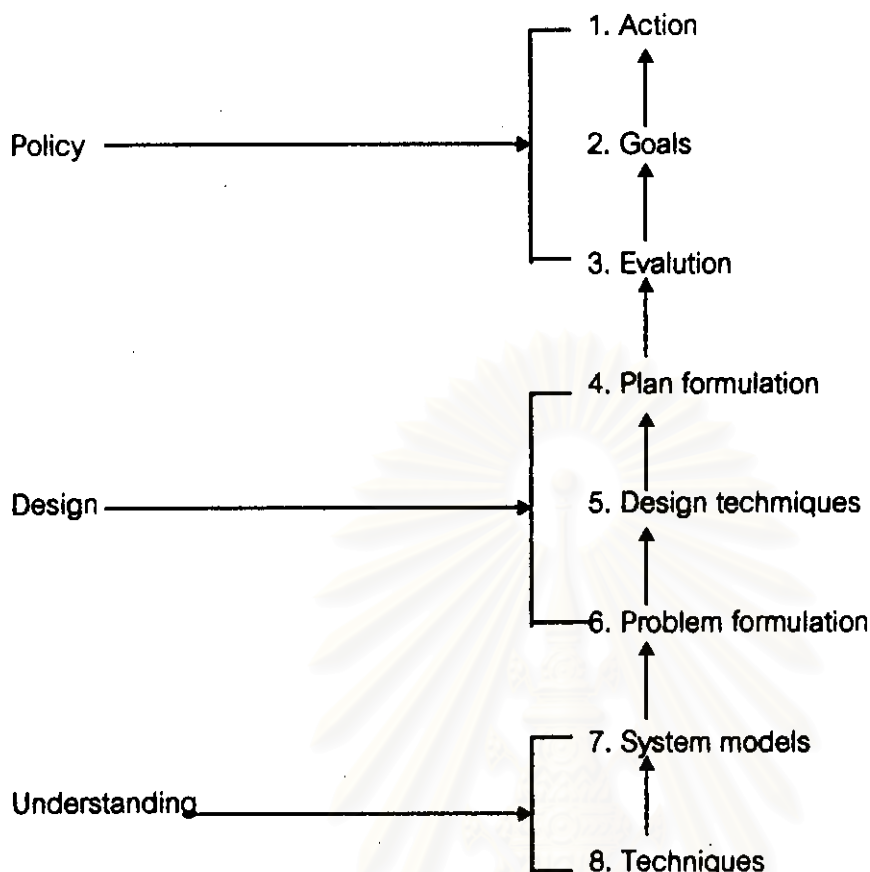 1. Action
Policy
2. Goals
3. Evalution
4. Plan formulation
Design
5. Design techmiques
6. Problem formulation
7. System models
Understanding
8. Techniques